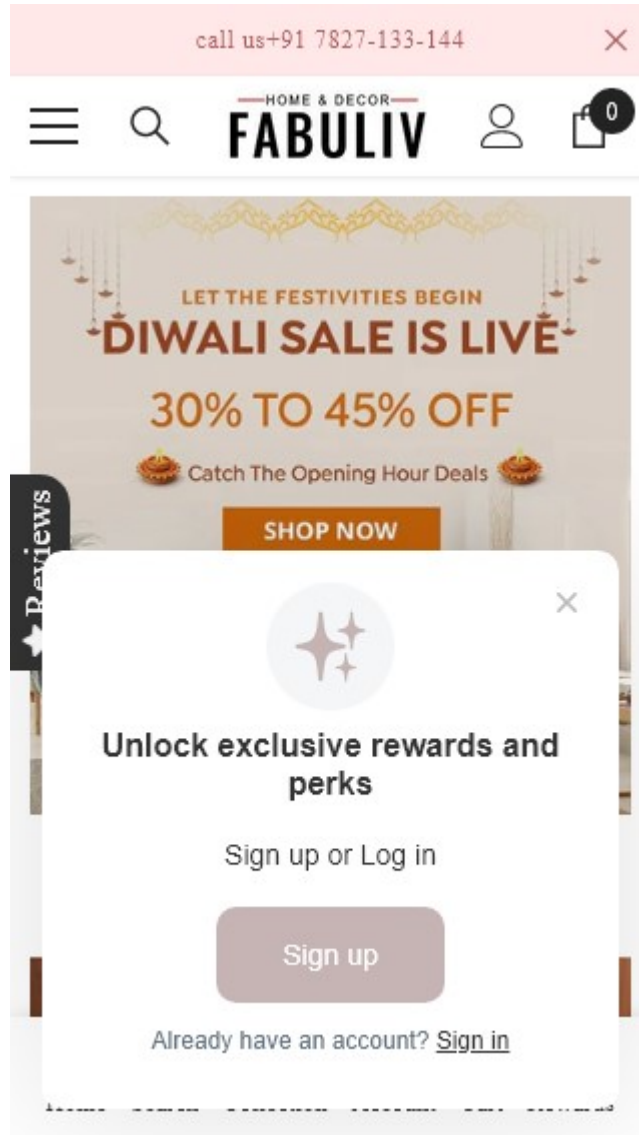 call us+91 7827-133-144
HOME & DECOR
FABULIV
0
LET THE FESTIVITIES BEGIN
DIWALI SALE IS LIVE
30% TO 45% OFF
Catch The Opening Hour Deals
SHOP NOW
Reviews
Unlock exclusive rewards and
perks
Sign up or Log in
Sign up
Already have an account? Sign in